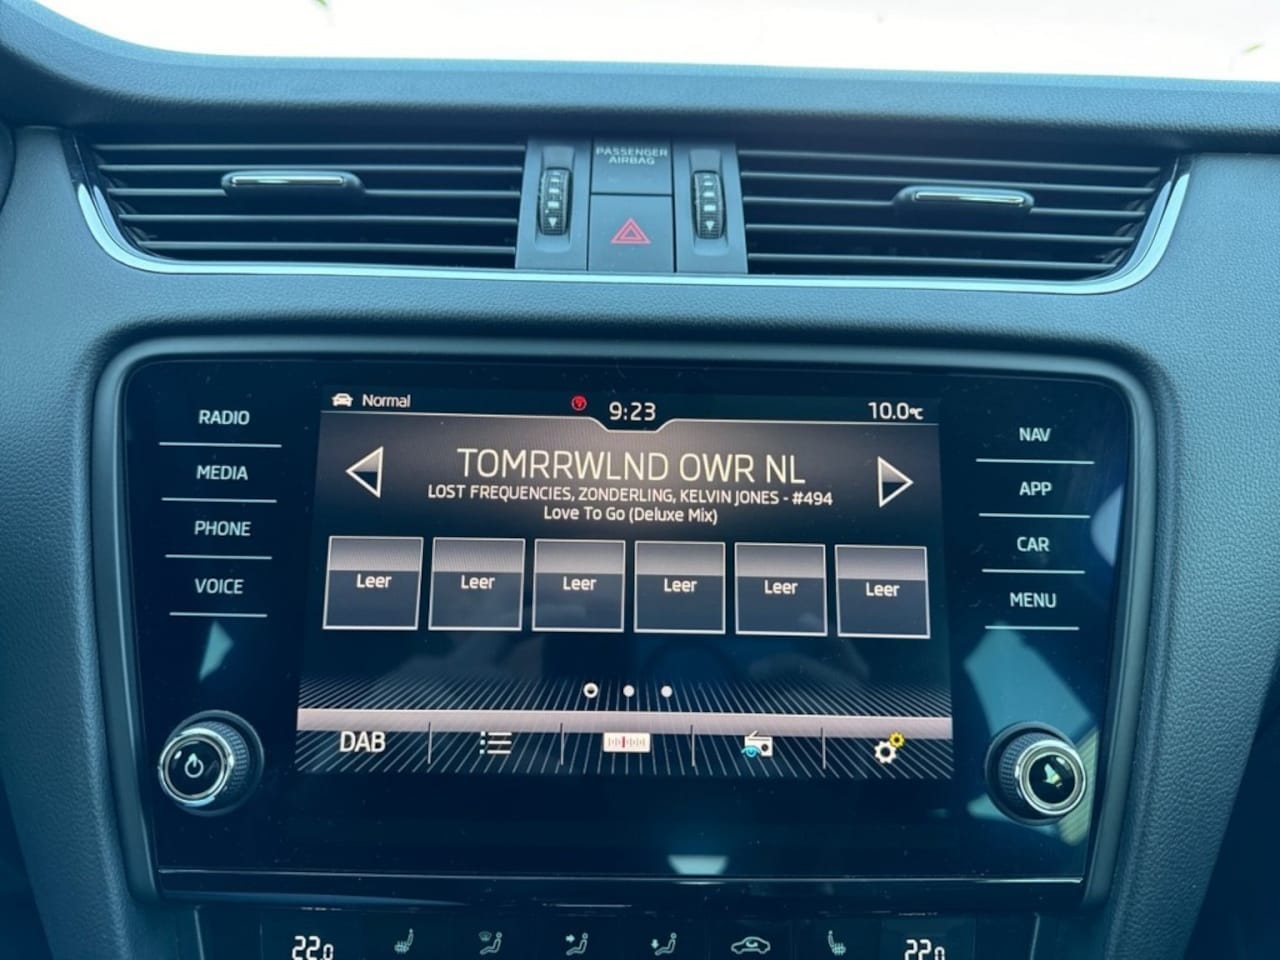 PASSENGER
AIRBAG
RADIO
MEDIA
PHONE
VOICE
Normal
9:23
10.0°C
TOMRRWLND OWR NL
LOST FREQUENCIES, ZONDERLING, KELVIN JONES - #494
Love To Go (Deluxe Mix)
Leer
Leer
Leer
Leer
Leer
Leer
DAB
NAV
APP
CAR
MENU
22.0
22.0